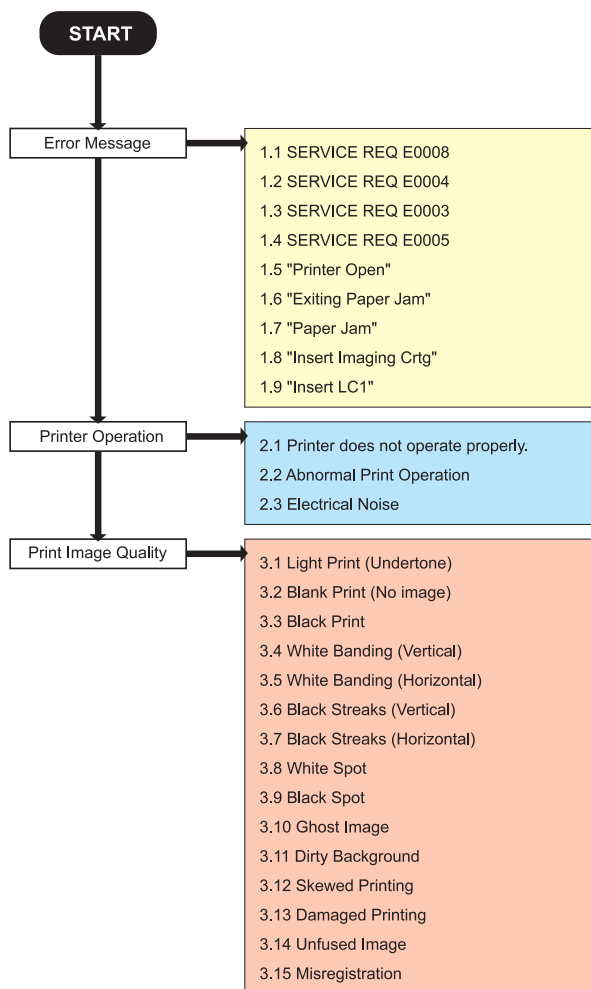 START
Error Message
1.1 SERVICE REQ E0008
1.2 SERVICE REQ E0004
1.3 SERVICE REQ E0003
1.4 SERVICE REQ E0005
1.5 "Printer Open"
1.6 "Exiting Paper Jam"
1.7 "Paper Jam"
1.8 "Insert Imaging Crtg"
1.9 "Insert LC1"
Printer Operation
2.1 Printer does not operate properly.
2.2 Abnormal Print Operation
2.3 Electrical Noise
Print Image Quality
3.1 Light Print (Undertone)
3.2 Blank Print (No image)
3.3 Black Print
3.4 White Banding (Vertical)
3.5 White Banding (Horizontal)
3.6 Black Streaks (Vertical)
3.7 Black Streaks (Horizontal)
3.8 White Spot
3.9 Black Spot
3.10 Ghost Image
3.11 Dirty Background
3.12 Skewed Printing
3.13 Damaged Printing
3.14 Unfused Image
3.15 Misregistration